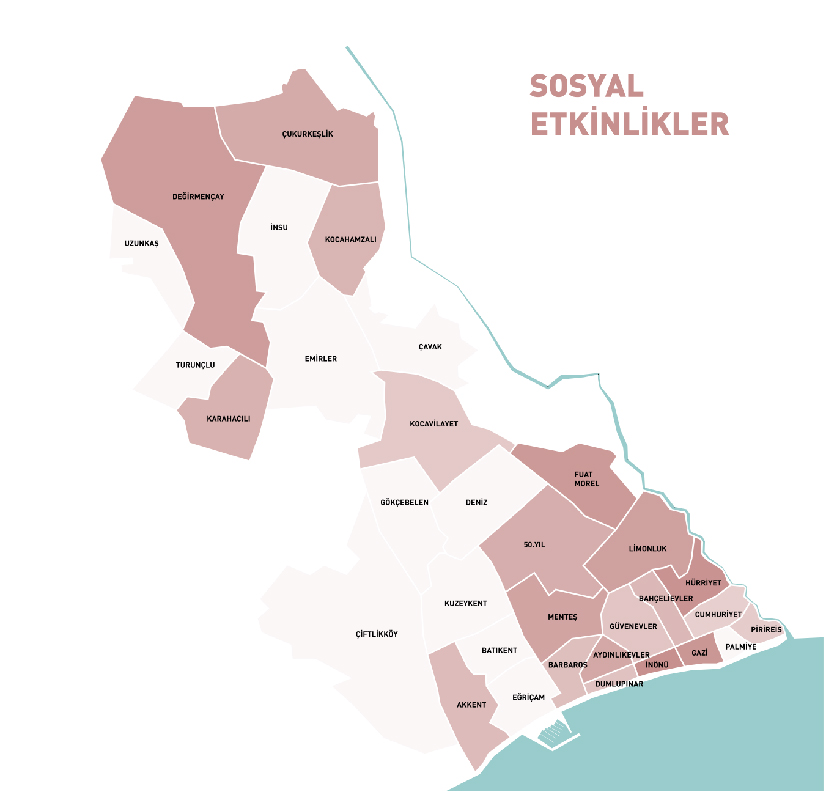 SOSYAL
ETKİNLİKLER
ÇUKURKEŞLİK
DEĞİRMENÇAY
İNSU
UZUNKAŞ
KOCAHAMZALI
ÇAVAK
EMİRLER
TURUNÇLU
KARAHACILI
KOCAVİLAYET
FUAT
MOREL
GÖKÇEBELEN
DENİZ
50.YIL
LİMONLUK
HÜRRİYET
BAHÇELİEVLER
KUZEYKENT
CUMHURİYET
MENTEŞ
GÜVENEVLER
PİRİREİS
ÇİFTLİKKÖY
PALMİYE
BATIKENT
GAZİ
AYDINLIKEVLER
BARBAROS
İNÖNÜ
DUMLUPINAR
EĞRİÇAM
AKKENT